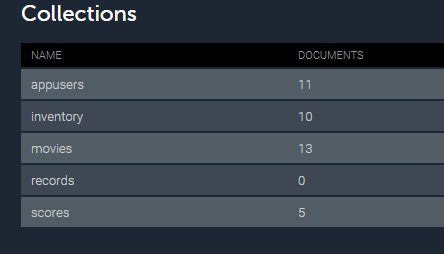 Collections
NAME DOCUMENTS
appusers 11
inventory 10
movies 13
records 0
scores 5